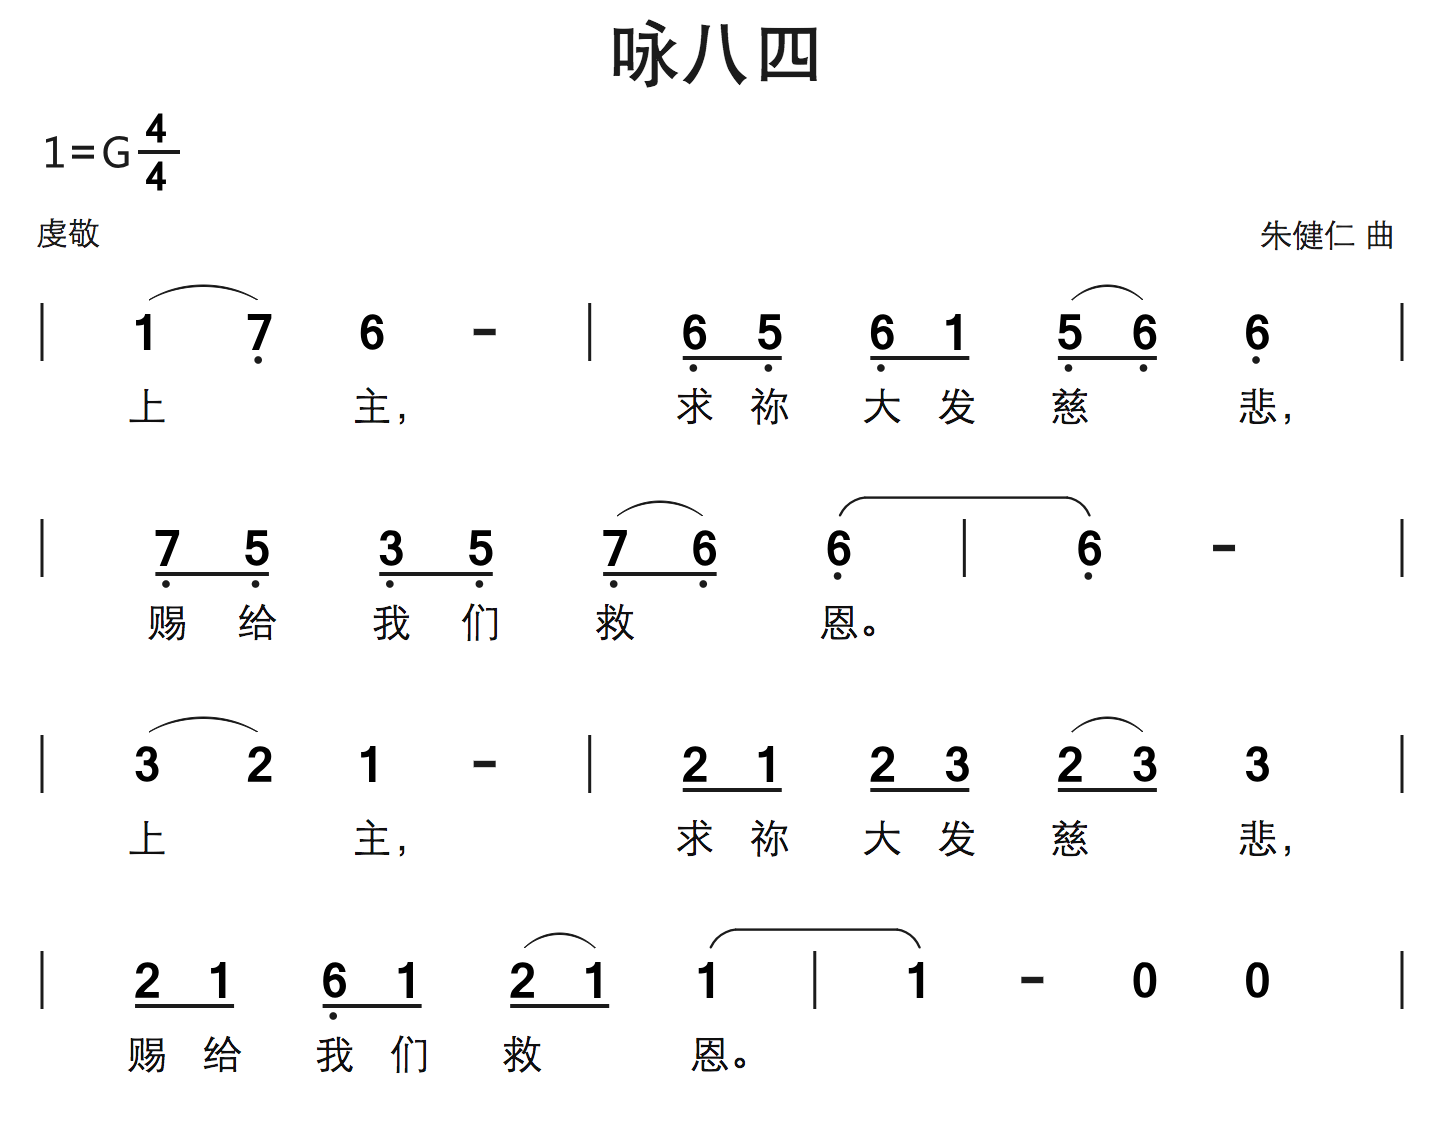 咏八四
1=G 4/4
虔敬 朱健仁 曲
| 1 7̣ 6 - | 6̣ 5̣ 6̣ 1 5̣ 6̣ 6̣ |
上 主, 求 祢 大 发 慈 悲,
| 7̣ 5̣ 3̣ 5̣ 7̣ 6̣ 6̣ | 6̣ - |
赐 给 我 们 救 恩。
| 3 2 1 - | 2 1 2 3 2 3 3 |
上 主, 求 祢 大 发 慈 悲,
| 2 1 6̣ 1 2 1 1 | 1 - 0 0 |
赐 给 我 们 救 恩。